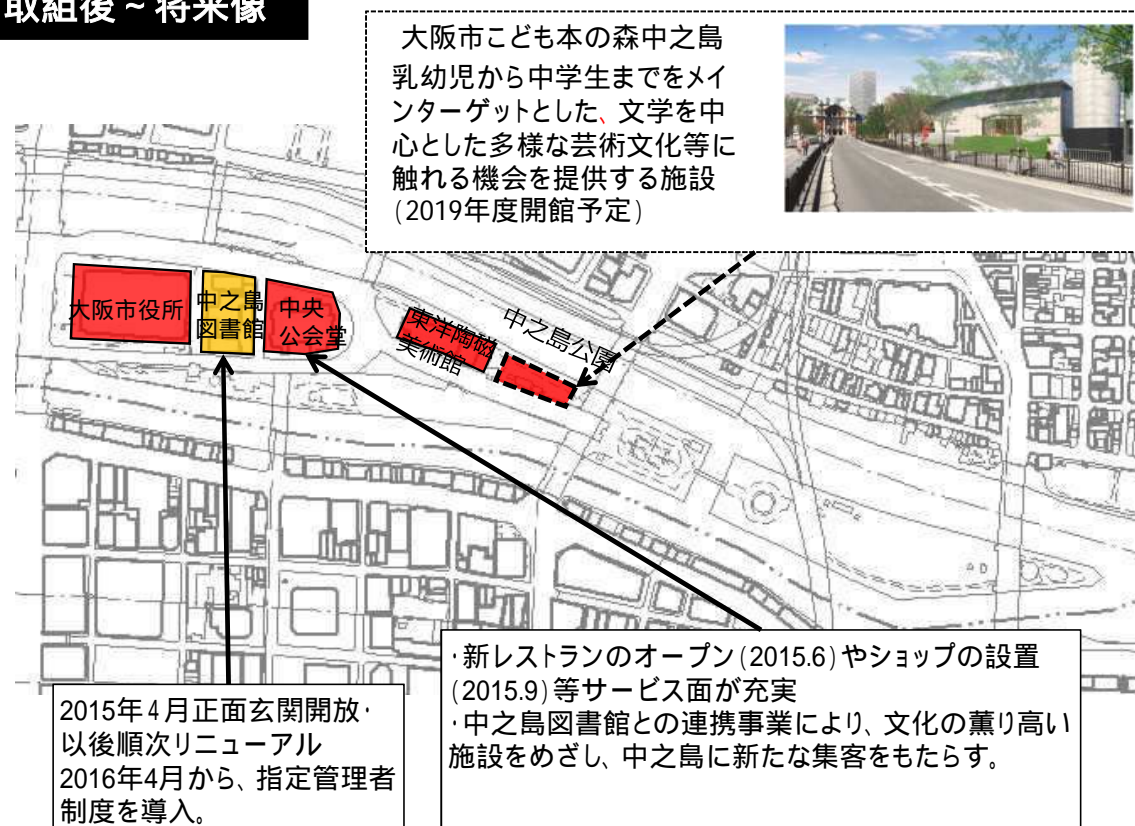 取組後~将来像
大阪市こども本の森中之島
乳幼児から中学生までをメイ
ンターゲットとした、文学を中
心とした多様な芸術文化等に
触れる機会を提供する施設
(2019年度開館予定)
大阪市役所
中之島
図書館
中央
公会堂
東洋陶磁
美術館
中之島公園
・新レストランのオープン(2015.6)やショップの設置
(2015.9)等サービス面が充実
・中之島図書館との連携事業により、文化の薫り高い
施設をめざし、中之島に新たな集客をもたらす。
2015年4月正面玄関開放・
以後順次リニューアル
2016年4月から、指定管理者
制度を導入。